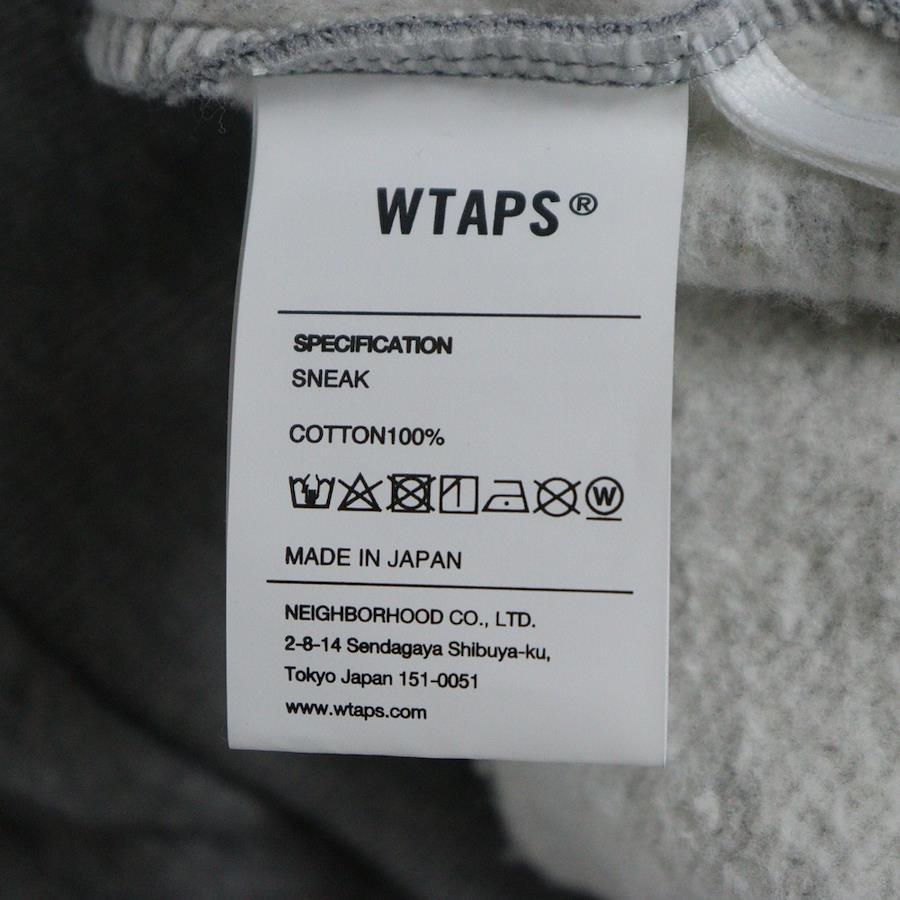 WTAPS®
SPECIFICATION
SNEAK
COTTON100%
W
MADE IN JAPAN
NEIGHBORHOOD CO., LTD.
2-8-14 Sendagaya Shibuya-ku,
Tokyo Japan 151-0051
www.wtaps.com